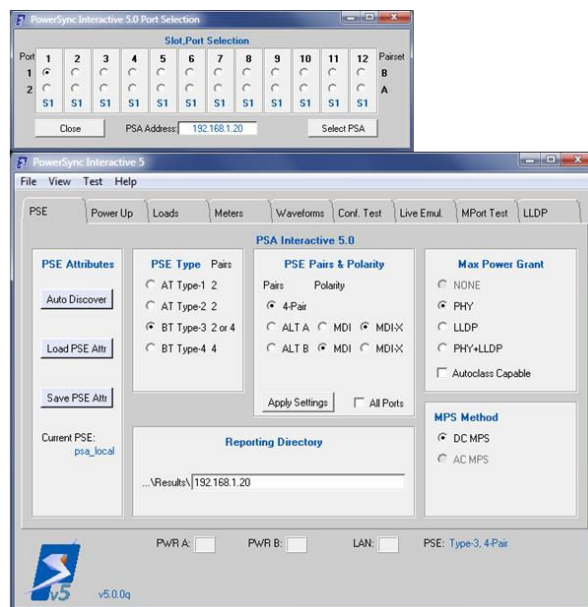 PowerSync Interactive 5.0 Port Selection
Slot,Port Selection
Port 1 2 3 4 5 6 7 8 9 10 11 12 Pairset
1 B
2 A
S1 S1 S1 S1 S1 S1 S1 S1 S1 S1 S1 S1
Close PSA Address: 192.168.1.20 Select PSA
PowerSync Interactive 5
File View Test Help
PSE Power Up Loads Meters Waveforms Conf. Test Live Emul. MPort Test LLDP
PSA Interactive 5.0
PSE Attributes
Auto Discover
Load PSE Attr
Save PSE Attr
Current PSE:
psa_local
PSE Type Pairs
AT Type-1 2
AT Type-2 2
BT Type-3 2 or 4
BT Type-4 4
PSE Pairs & Polarity
Pairs Polarity
4-Pair
ALT A MDI MDI-X
ALT B MDI MDI-X
Apply Settings All Ports
Max Power Grant
NONE
PHY
LLDP
PHY+LLDP
Autoclass Capable
MPS Method
DC MPS
AC MPS
Reporting Directory
...\Results\ 192.168.1.20
PWR A: PWR B: LAN: PSE: Type-3, 4-Pair
v5
v5.0.0q